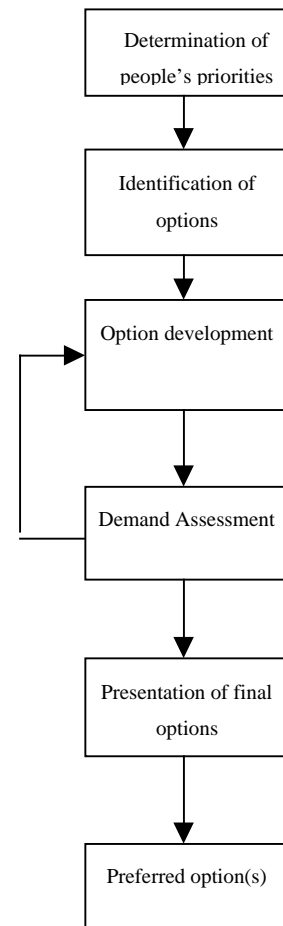 Determination of
people’s priorities
Identification of
options
Option development
Demand Assessment
Presentation of final
options
Preferred option(s)